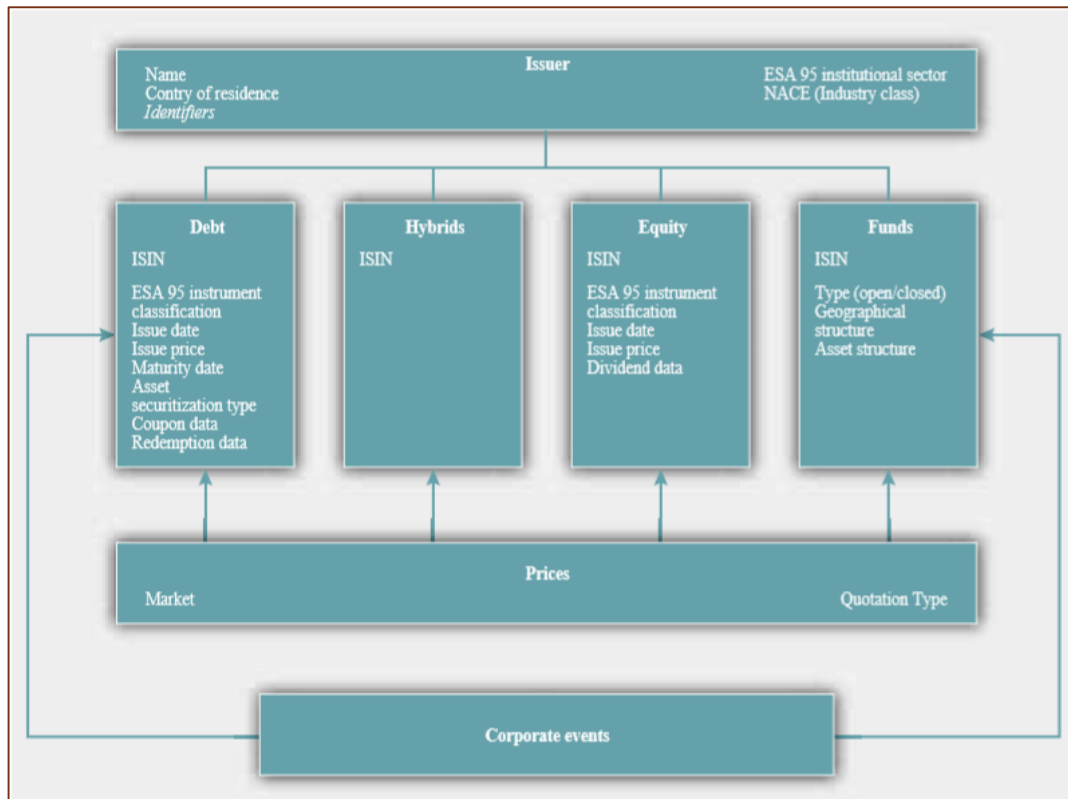 Issuer
Name
Contry of residence
Identifiers
ESA 95 institutional sector
NACE (Industry class)
Debt
ISIN
ESA 95 instrument
classification
Issue date
Issue price
Maturity date
Asset
securitization type
Coupon data
Redemption data
Hybrids
ISIN
Equity
ISIN
ESA 95 instrument
classification
Issue date
Issue price
Dividend data
Funds
ISIN
Type (open/closed)
Geographical
structure
Asset structure
Prices
Market
Quotation Type
Corporate events